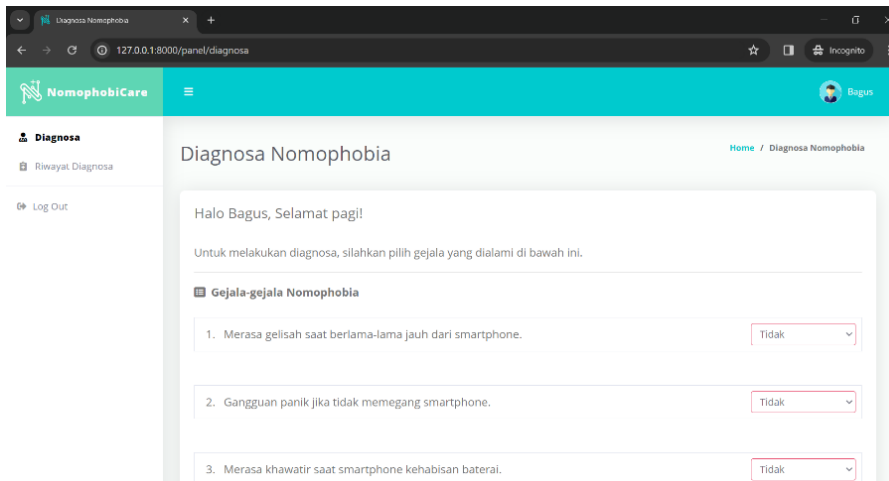 Diagnosa Nomophobia
127.0.0.1:8000/panel/diagnosa
Incognito
NomophobiCare
Bagus
Diagnosa
Riwayat Diagnosa
Log Out
Diagnosa Nomophobia
Home / Diagnosa Nomophobia
Halo Bagus, Selamat pagi!
Untuk melakukan diagnosa, silahkan pilih gejala yang dialami di bawah ini.
Gejala-gejala Nomophobia
1. Merasa gelisah saat berlama-lama jauh dari smartphone.
Tidak
2. Gangguan panik jika tidak memegang smartphone.
Tidak
3. Merasa khawatir saat smartphone kehabisan baterai.
Tidak